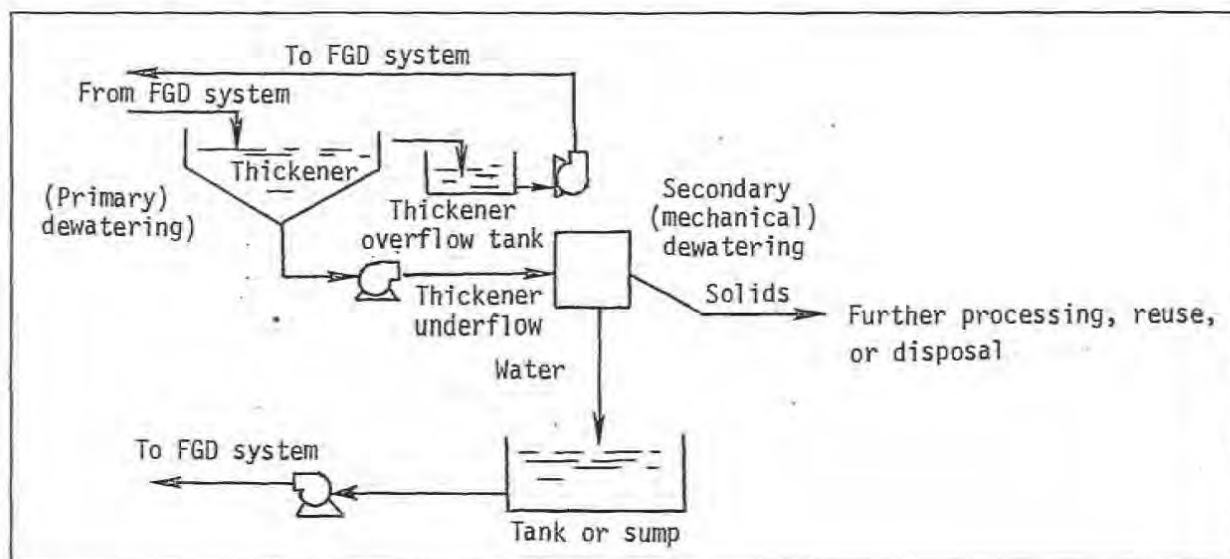 To FGD system
From FGD system
Thickener
(Primary)
dewatering)
Thickener
overflow tank
Secondary
(mechanical)
dewatering
Thickener
underflow
Solids
Further processing, reuse,
or disposal
Water
To FGD system
Tank or sump